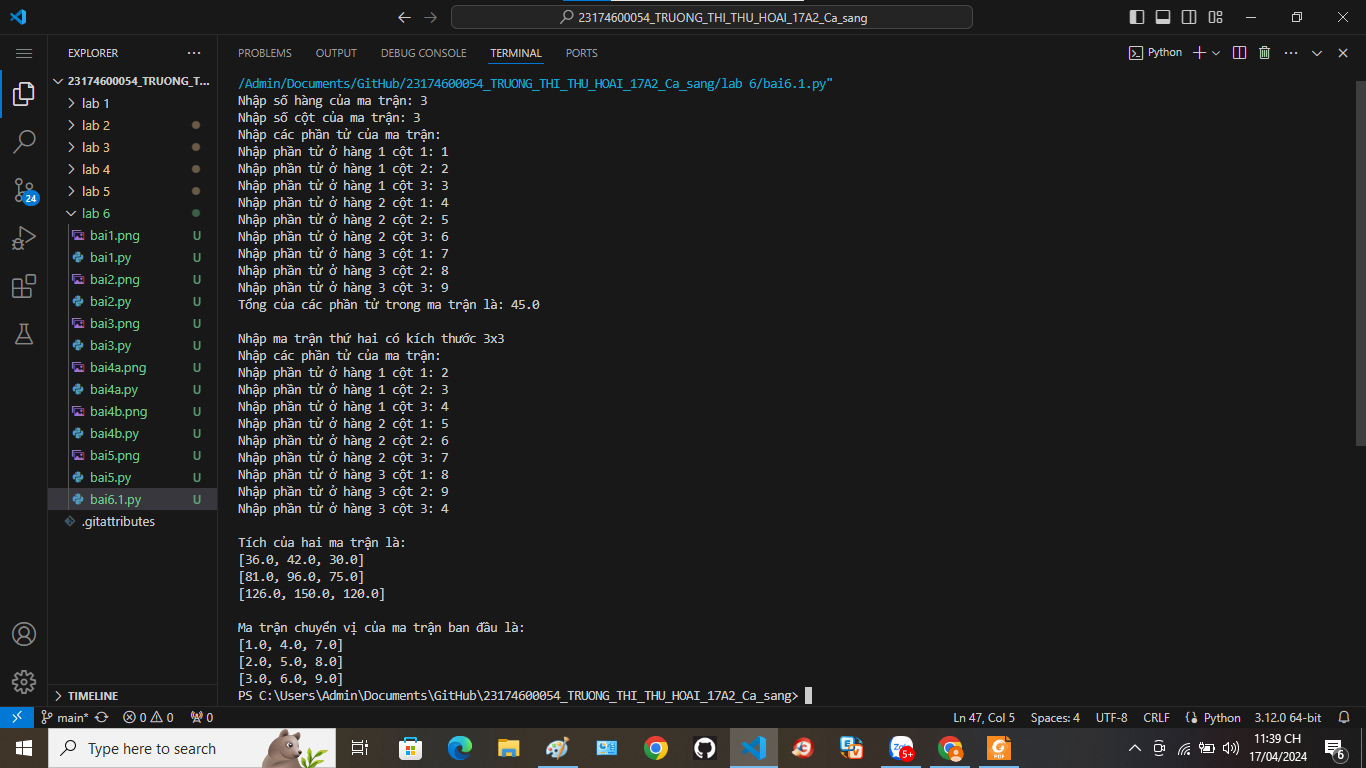 23174600054_TRUONG_THI_THU_HOAI_17A2_Ca_sang
EXPLORER
23174600054_TRUONG_T...
lab 1
lab 2
lab 3
lab 4
lab 5
lab 6
bai1.png U
bai1.py U
bai2.png U
bai2.py U
bai3.png U
bai3.py U
bai4a.png U
bai4a.py U
bai4b.png U
bai4b.py U
bai5.png U
bai5.py U
bai6.1.py U
.gitattributes
TIMELINE
24
PROBLEMS OUTPUT DEBUG CONSOLE TERMINAL PORTS
Python
/Admin/Documents/GitHub/23174600054_TRUONG_THI_THU_HOAI_17A2_Ca_sang/lab 6/bai6.1.py"
Nhập số hàng của ma trận: 3
Nhập số cột của ma trận: 3
Nhập các phần tử của ma trận:
Nhập phần tử ở hàng 1 cột 1: 1
Nhập phần tử ở hàng 1 cột 2: 2
Nhập phần tử ở hàng 1 cột 3: 3
Nhập phần tử ở hàng 2 cột 1: 4
Nhập phần tử ở hàng 2 cột 2: 5
Nhập phần tử ở hàng 2 cột 3: 6
Nhập phần tử ở hàng 3 cột 1: 7
Nhập phần tử ở hàng 3 cột 2: 8
Nhập phần tử ở hàng 3 cột 3: 9
Tổng của các phần tử trong ma trận là: 45.0
Nhập ma trận thứ hai có kích thước 3x3
Nhập các phần tử của ma trận:
Nhập phần tử ở hàng 1 cột 1: 2
Nhập phần tử ở hàng 1 cột 2: 3
Nhập phần tử ở hàng 1 cột 3: 4
Nhập phần tử ở hàng 2 cột 1: 5
Nhập phần tử ở hàng 2 cột 2: 6
Nhập phần tử ở hàng 2 cột 3: 7
Nhập phần tử ở hàng 3 cột 1: 8
Nhập phần tử ở hàng 3 cột 2: 9
Nhập phần tử ở hàng 3 cột 3: 4
Tích của hai ma trận là:
[36.0, 42.0, 30.0]
[81.0, 96.0, 75.0]
[126.0, 150.0, 120.0]
Ma trận chuyển vị của ma trận ban đầu là:
[1.0, 4.0, 7.0]
[2.0, 5.0, 8.0]
[3.0, 6.0, 9.0]
PS C:\Users\Admin\Documents\GitHub\23174600054_TRUONG_THI_THU_HOAI_17A2_Ca_sang>
main* 0 0 0 Ln 47, Col 5 Spaces: 4 UTF-8 CRLF Python 3.12.0 64-bit
Type here to search
5+
11:39 CH
17/04/2024
6